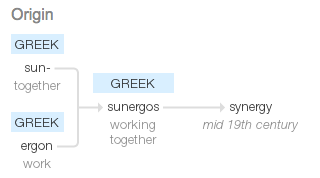 Origin
GREEK
sun-
together
GREEK
ergon
work
GREEK
sunergos
working
together
synergy
mid 19th century